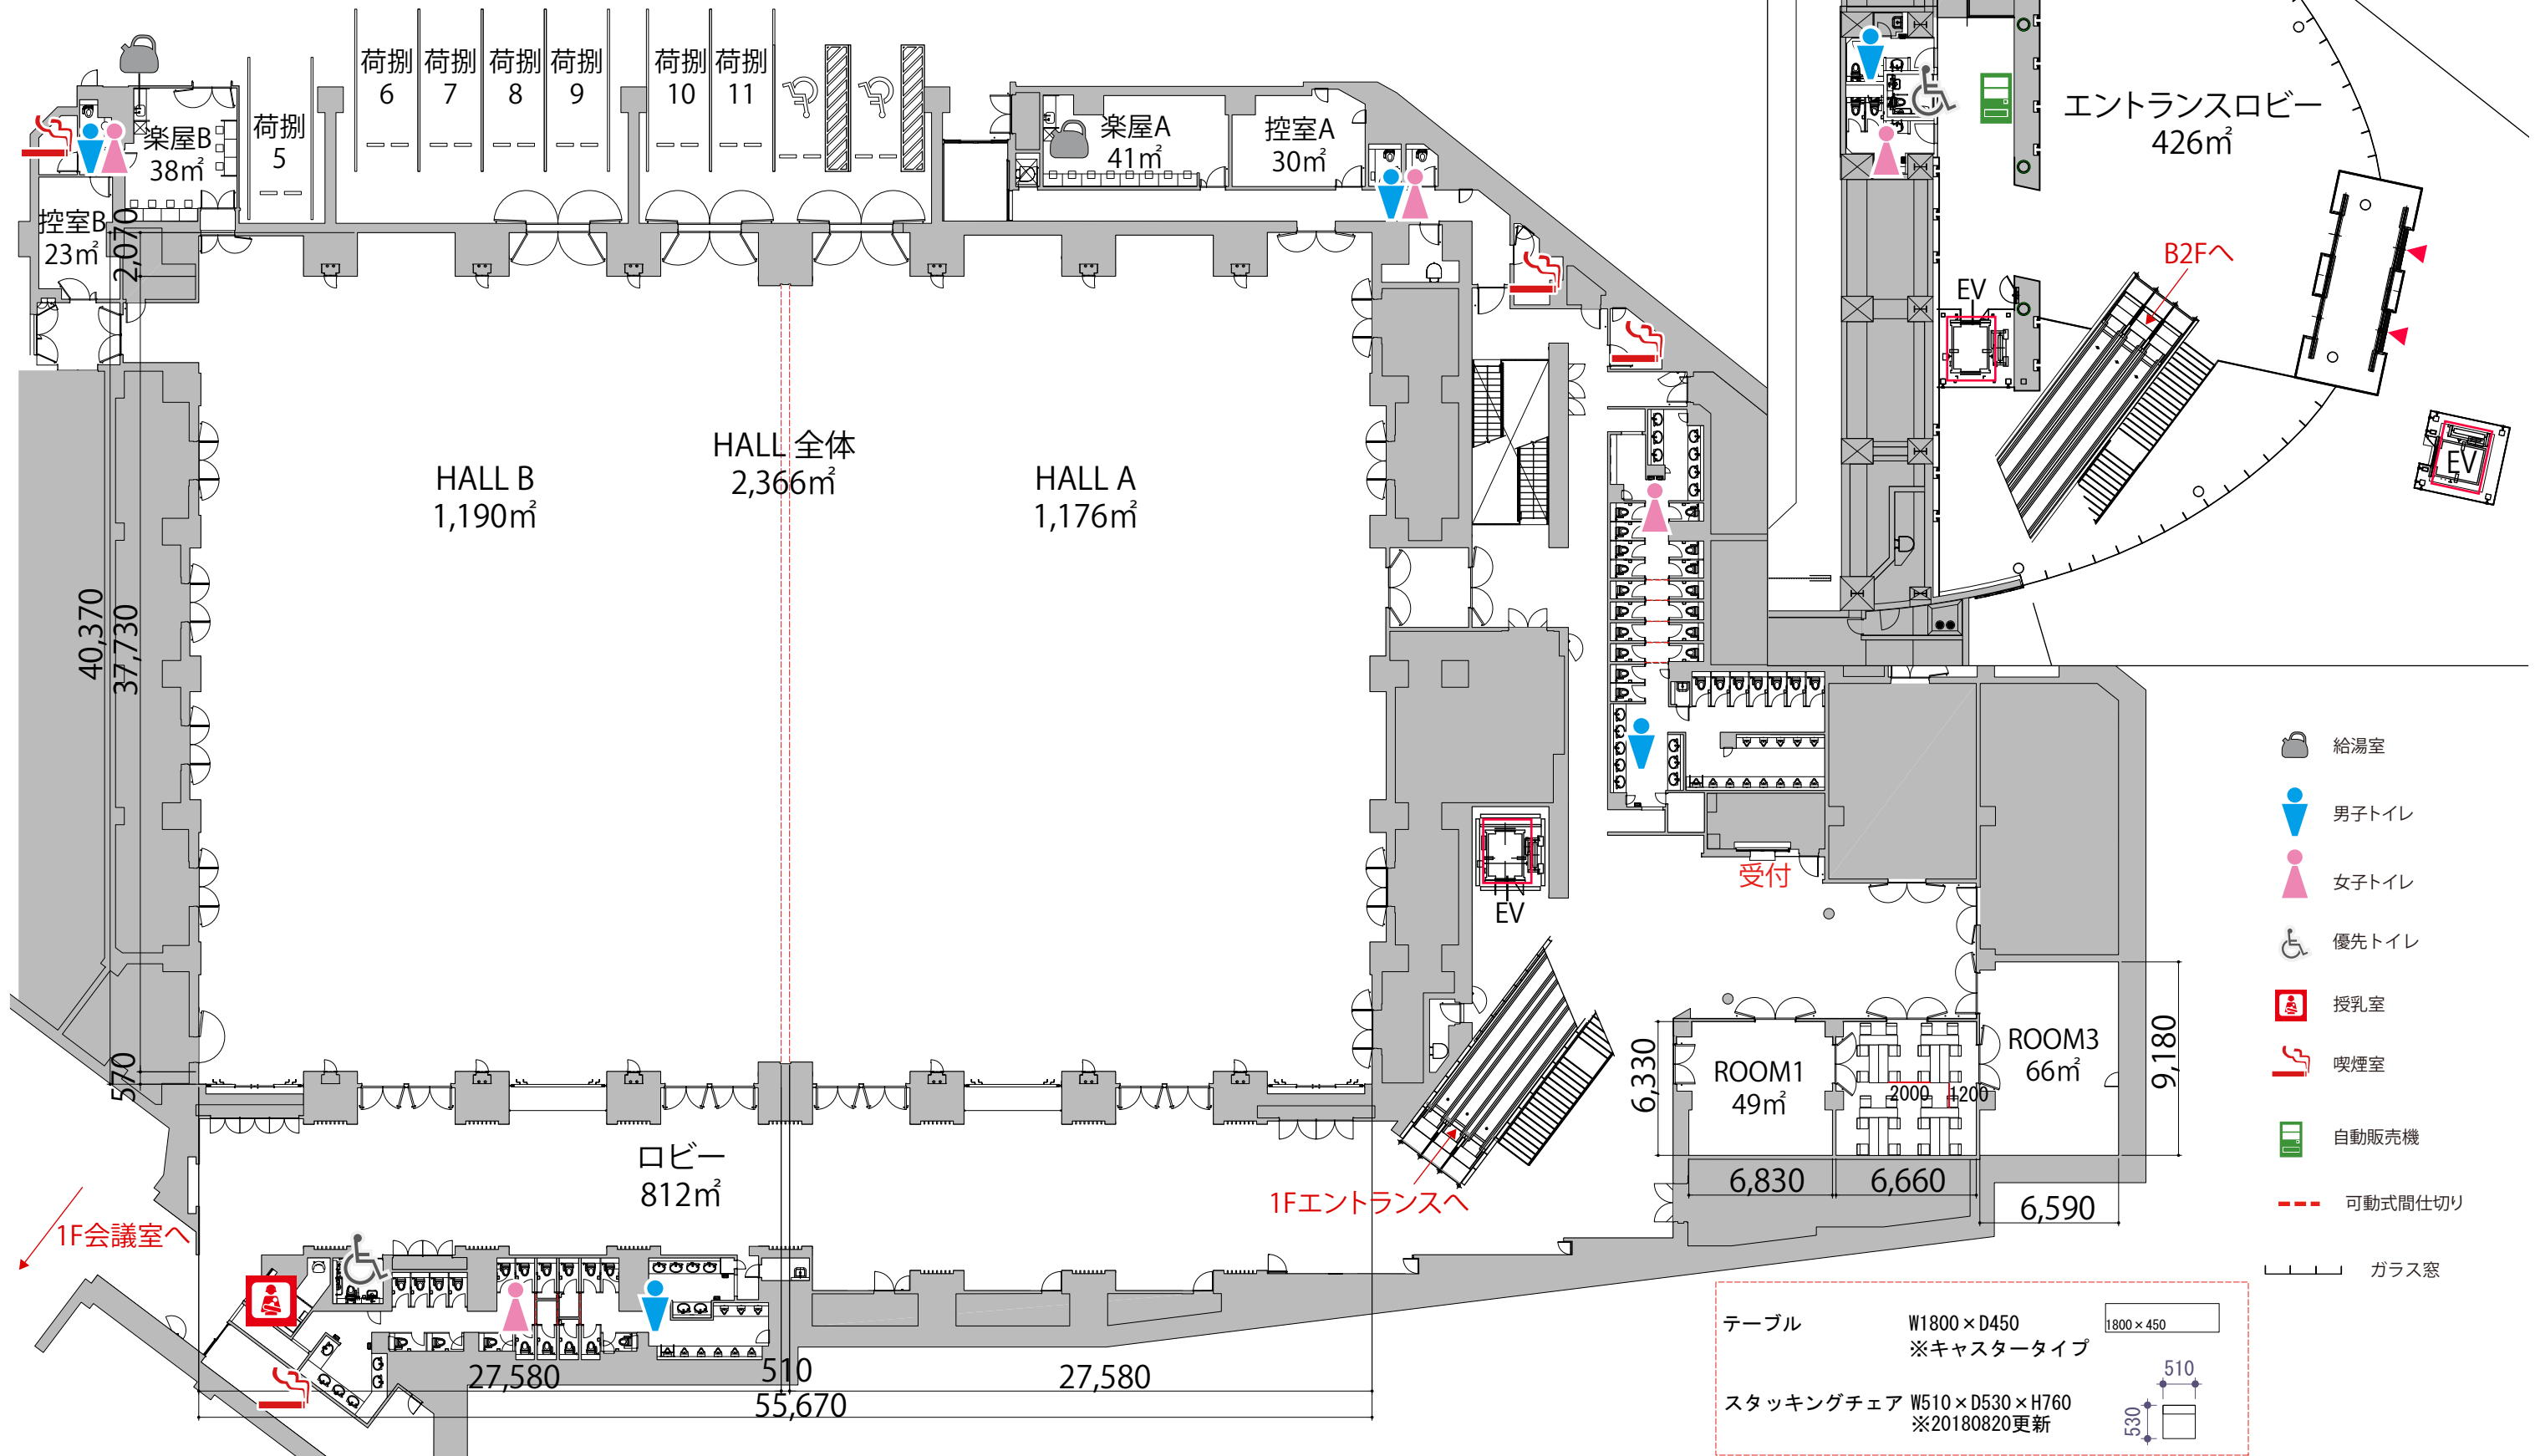 荷捌
6
荷捌
7
荷捌
8
荷捌
9
荷捌
10
荷捌
11
荷捌
5
楽屋B
38㎡
控室B
23㎡
楽屋A
41㎡
控室A
30㎡
エントランスロビー
426㎡
B2Fへ
EV
EV
HALL B
1,190㎡
HALL 全体
2,366㎡
HALL A
1,176㎡
2,070
40,370
37,730
570
受付
EV
ROOM1
49㎡
2000
1200
ROOM3
66㎡
6,330
9,180
6,830
6,660
6,590
ロビー
812㎡
1Fエントランスへ
1F会議室へ
27,580
510
27,580
55,670
給湯室
男子トイレ
女子トイレ
優先トイレ
授乳室
喫煙室
自動販売機
可動式間仕切り
ガラス窓
テーブル W1800×D450
※キャスタータイプ
1800×450
スタッキングチェア W510×D530×H760
※20180820更新
510
530